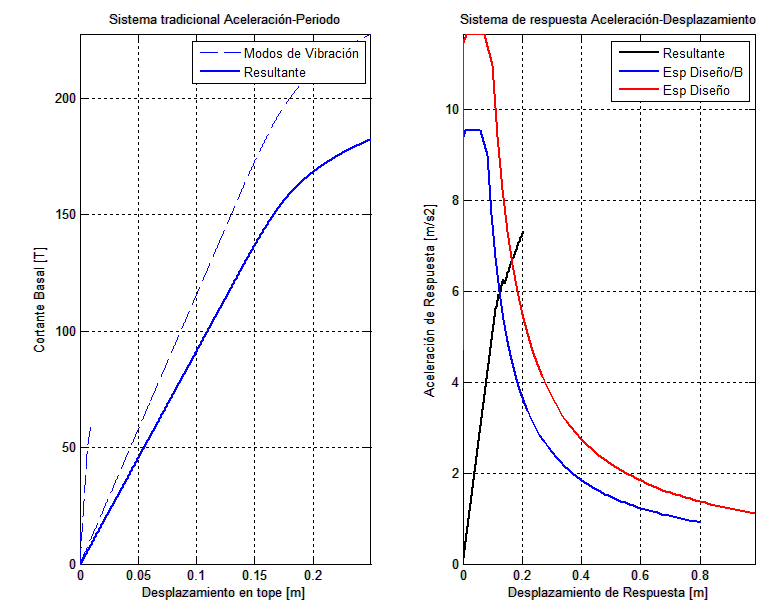 Sistema tradicional Aceleración-Periodo
Modos de Vibración
Resultante
200
150
100
50
0
0
0.05
0.1
0.15
0.2
Cortante Basal [T]
Desplazamiento en tope [m]
Sistema de respuesta Aceleración-Desplazamiento
Resultante
Esp Diseño/B
Esp Diseño
10
8
6
4
2
0
0
0.2
0.4
0.6
0.8
Aceleración de Respuesta [m/s2]
Desplazamiento de Respuesta [m]